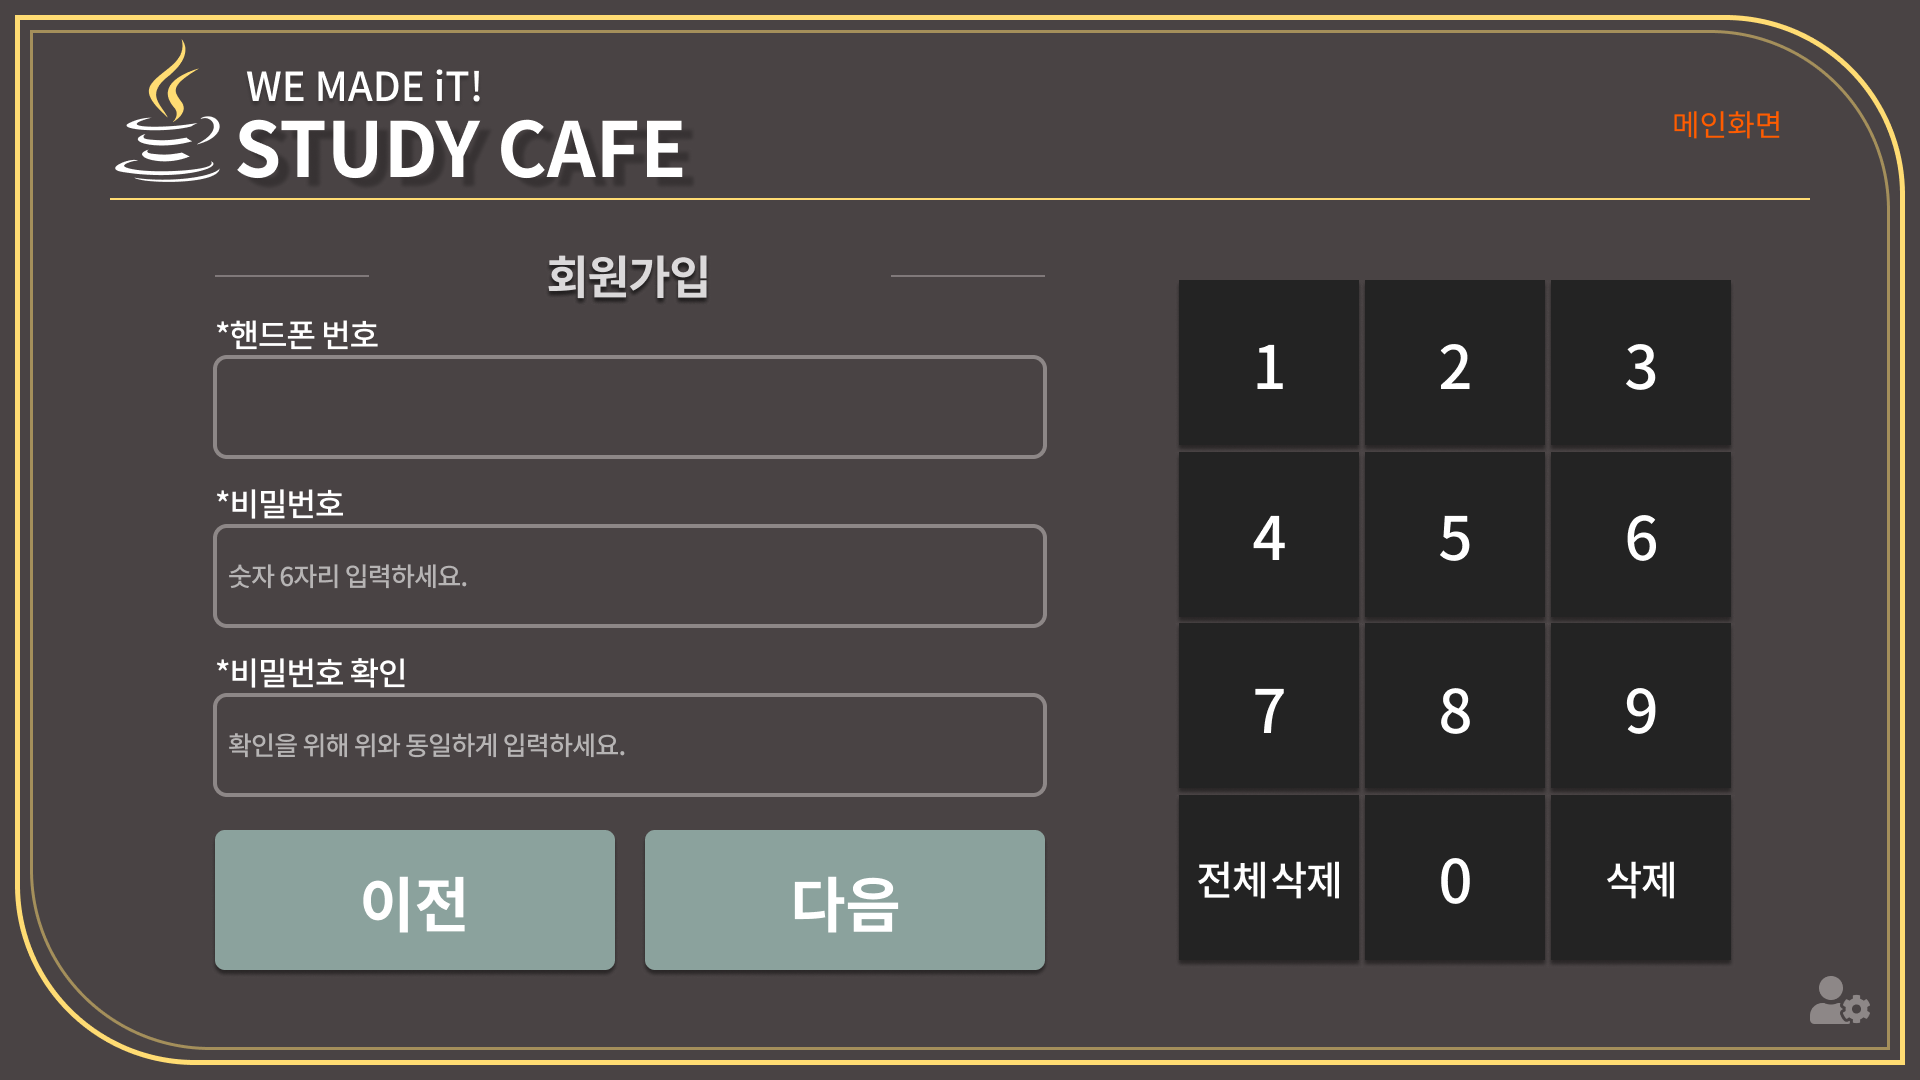 WE MADE iT!
STUDY CAFE
메인화면
회원가입
*핸드폰 번호
*비밀번호
숫자 6자리 입력하세요.
*비밀번호 확인
확인을 위해 위와 동일하게 입력하세요.
이전 다음
1 2 3
4 5 6
7 8 9
전체삭제 0 삭제